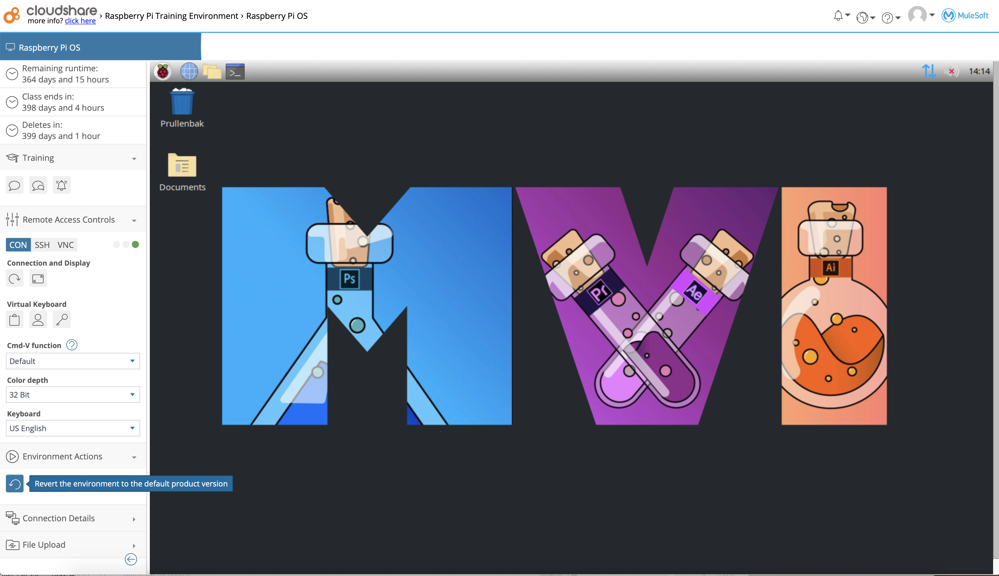 cloudshare
more info? click here
› Raspberry Pi Training Environment › Raspberry Pi OS
MuleSoft
Raspberry Pi OS
Remaining runtime:
364 days and 15 hours
Class ends in:
398 days and 4 hours
Deletes in:
399 days and 1 hour
Training
Remote Access Controls
CON SSH VNC
Connection and Display
Virtual Keyboard
Cmd-V function ?
Default
Color depth
32 Bit
Keyboard
US English
Environment Actions
Revert the environment to the default product version
Connection Details
File Upload
>_
14:14
Prullenbak
Documents
Ps
Pr
Ae
Ai